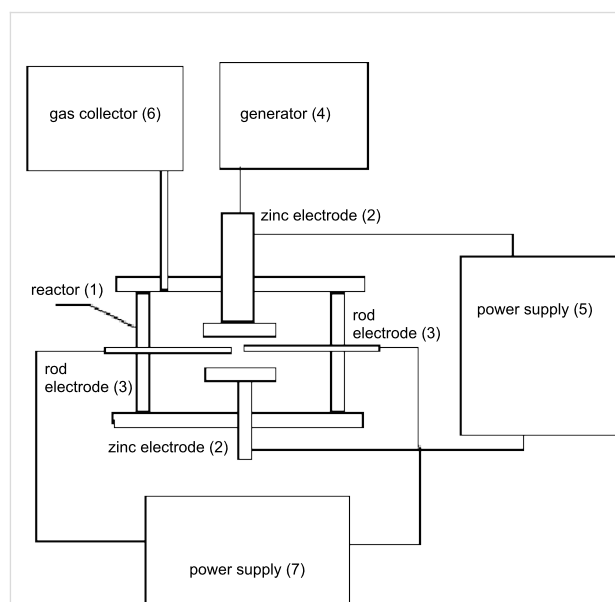 gas collector (6)
generator (4)
zinc electrode (2)
reactor (1)
power supply (5)
rod
electrode (3)
rod
electrode (3)
zinc electrode (2)
power supply (7)